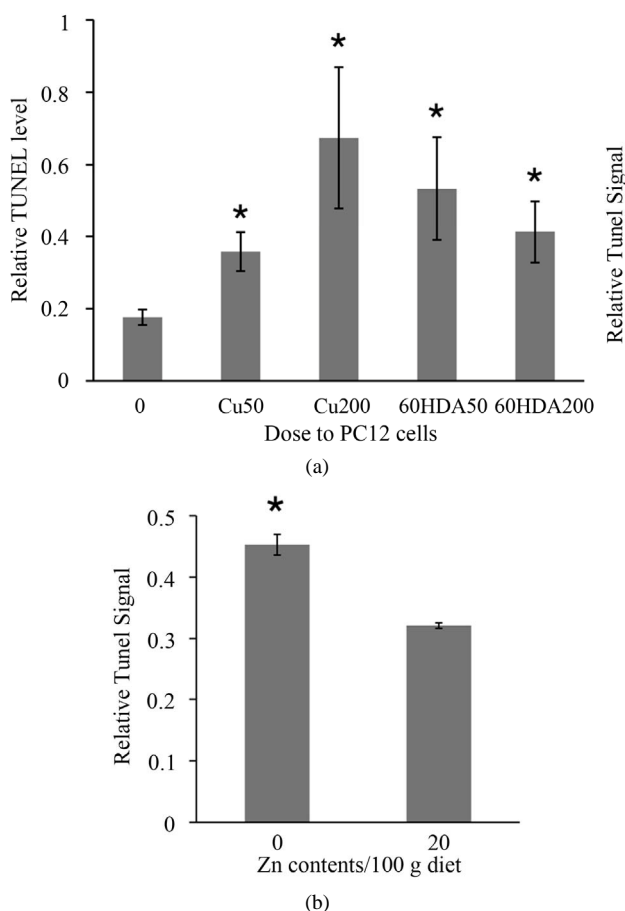 1
0.8
0.6
0.4
0.2
0
Relative TUNEL level
*
*
*
*
0 Cu50 Cu200 60HDA50 60HDA200
Dose to PC12 cells
Relative Tunel Signal
(a)
0.5
0.4
0.3
0.2
0.1
0
Relative Tunel Signal
*
0 20
Zn contents/100 g diet
(b)